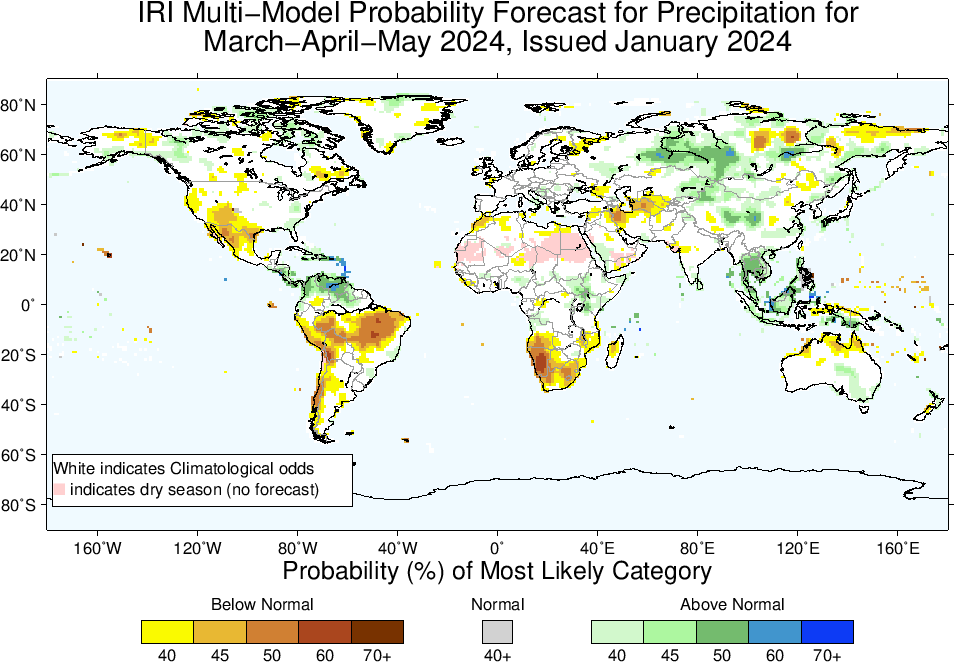 IRI Multi−Model Probability Forecast for Precipitation for
March−April−May 2024, Issued January 2024
80˚N
60˚N
40˚N
20˚N
0˚
20˚S
40˚S
60˚S
80˚S
White indicates Climatological odds
indicates dry season (no forecast)
160˚W 120˚W 80˚W 40˚W 0˚ 40˚E 80˚E 120˚E 160˚E
Probability (%) of Most Likely Category
Below Normal Normal Above Normal
40 45 50 60 70+ 40+ 40 45 50 60 70+